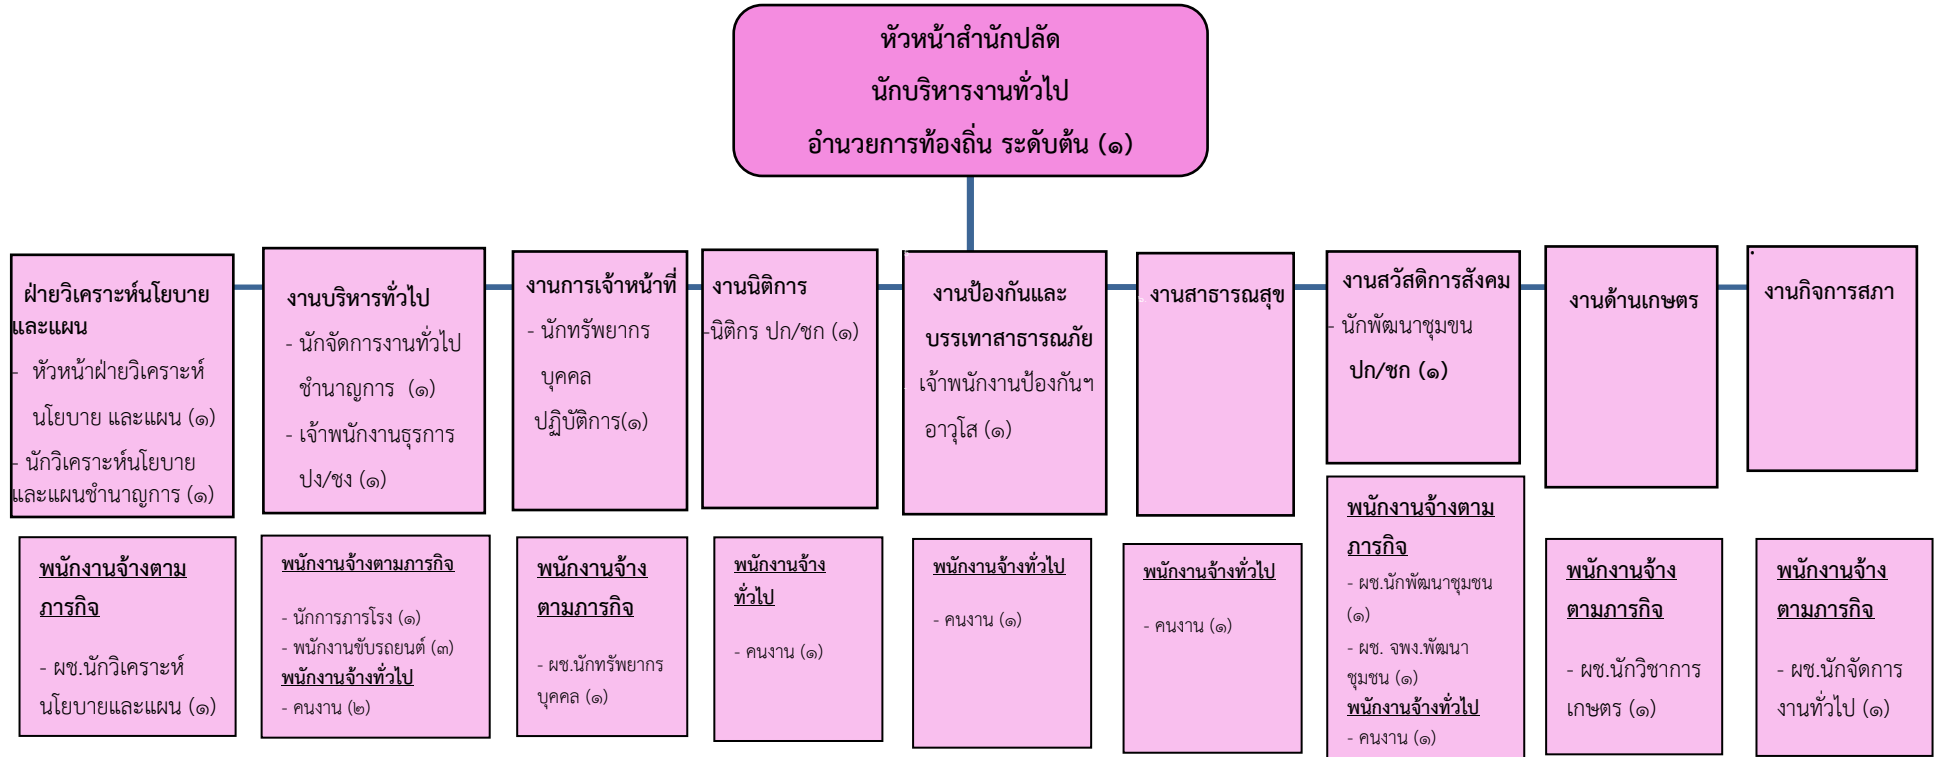 หัวหน้าสำนักปลัด
นักบริหารงานทั่วไป
อำนวยการท้องถิ่น ระดับต้น (๑)
ฝ่ายวิเคราะห์นโยบาย
และแผน
- หัวหน้าฝ่ายวิเคราะห์
นโยบาย และแผน (๑)
- นักวิเคราะห์นโยบาย
และแผนชำนาญการ (๑)
งานบริหารทั่วไป
- นักจัดการงานทั่วไป
ชำนาญการ (๑)
- เจ้าพนักงานธุรการ
ปง/ชง (๑)
งานการเจ้าหน้าที่
- นักทรัพยากร
บุคคล
ปฏิบัติการ(๑)
งานนิติการ
-นิติกร ปก/ชก (๑)
งานป้องกันและ
บรรเทาสาธารณภัย
เจ้าพนักงานป้องกันฯ
อาวุโส (๑)
งานสาธารณสุข
งานสวัสดิการสังคม
- นักพัฒนาชุมขน
ปก/ชก (๑)
งานด้านเกษตร
งานกิจการสภา
พนักงานจ้างตาม
ภารกิจ
- ผช.นักวิเคราะห์
นโยบายและแผน (๑)
พนักงานจ้างตามภารกิจ
- นักการภารโรง (๑)
- พนักงานขับรถยนต์ (๓)
พนักงานจ้างทั่วไป
- คนงาน (๒)
พนักงานจ้าง
ตามภารกิจ
- ผช.นักทรัพยากร
บุคคล (๑)
พนักงานจ้าง
ทั่วไป
- คนงาน (๑)
พนักงานจ้างทั่วไป
- คนงาน (๑)
พนักงานจ้างทั่วไป
- คนงาน (๑)
พนักงานจ้างตาม
ภารกิจ
- ผช.นักพัฒนาชุมชน
(๑)
- ผช. จพง.พัฒนา
ชุมชน (๑)
พนักงานจ้างทั่วไป
- คนงาน (๑)
พนักงานจ้าง
ตามภารกิจ
- ผช.นักวิชาการ
เกษตร (๑)
พนักงานจ้าง
ตามภารกิจ
- ผช.นักจัดการ
งานทั่วไป (๑)